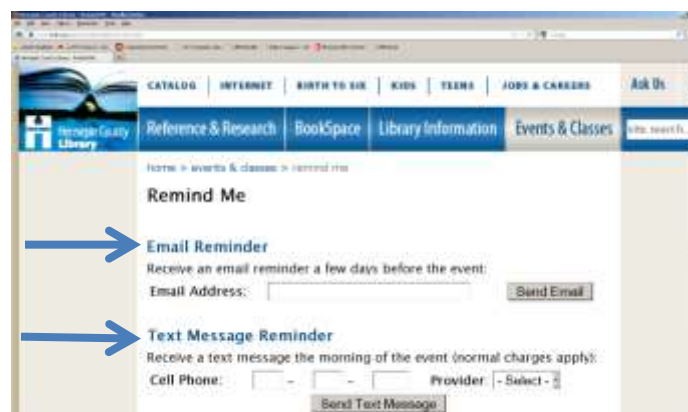 CATALOG | INTERNET | BIRTH TO SIX | KIDS | TEENS | JOBS & CAREERS Ask Us
Hennepin County Library
Reference & Research | BookSpace | Library Information | Events & Classes
site search
home > events & classes > remind me
Remind Me
Email Reminder
Receive an email reminder a few days before the event:
Email Address: Send Email
Text Message Reminder
Receive a text message the morning of the event (normal charges apply):
Cell Phone: - - Provider: - Select -
Send Text Message